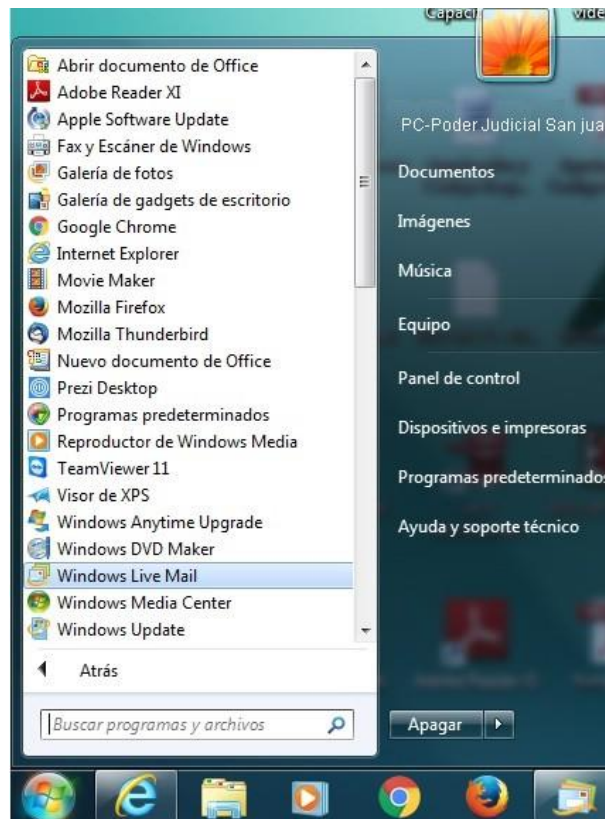 Abrir documento de Office
Adobe Reader XI
Apple Software Update
Fax y Escáner de Windows
Galería de fotos
Galería de gadgets de escritorio
Google Chrome
Internet Explorer
Movie Maker
Mozilla Firefox
Mozilla Thunderbird
Nuevo documento de Office
Prezi Desktop
Programas predeterminados
Reproductor de Windows Media
TeamViewer 11
Visor de XPS
Windows Anytime Upgrade
Windows DVD Maker
Windows Live Mail
Windows Media Center
Windows Update
Atrás
Buscar programas y archivos
PC-Poder Judicial San jua
Documentos
Imágenes
Música
Equipo
Panel de control
Dispositivos e impresoras
Programas predeterminados
Ayuda y soporte técnico
Apagar